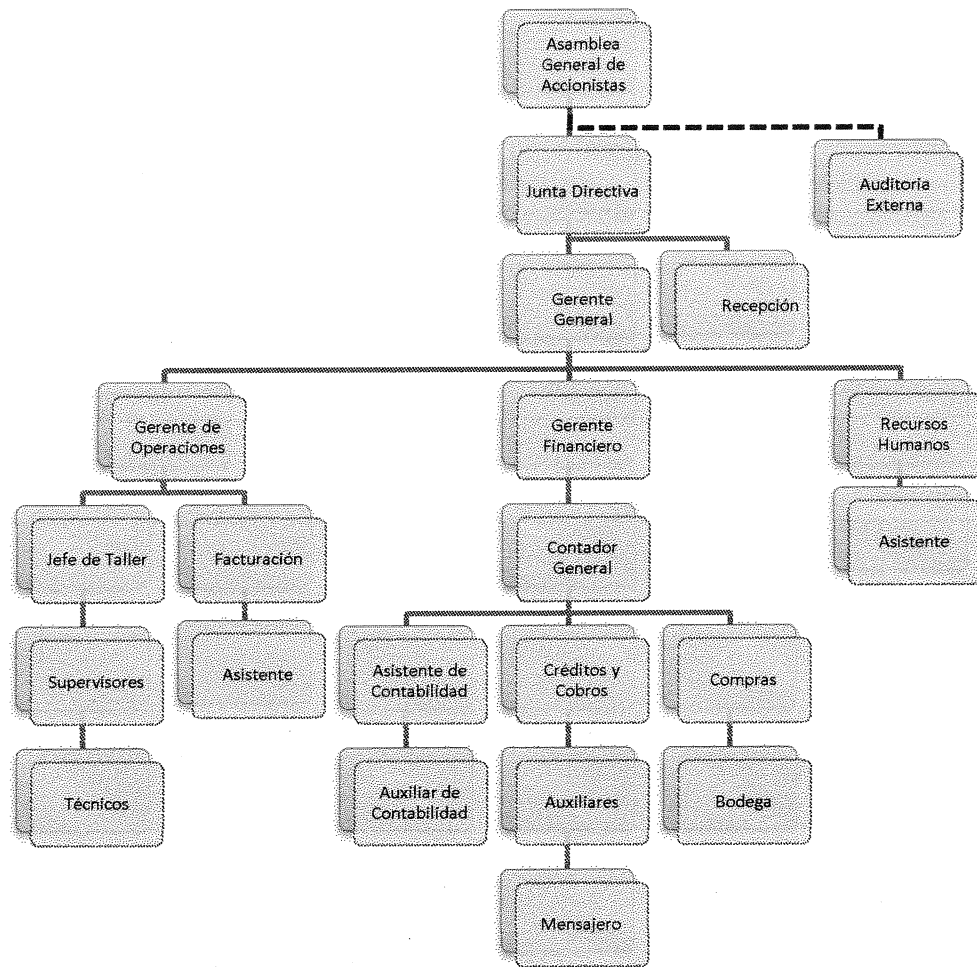 Asamblea
General de
Accionistas
Junta Directiva
Auditoria
Externa
Gerente
General
Recepción
Gerente de
Operaciones
Gerente
Financiero
Recursos
Humanos
Jefe de Taller
Facturación
Contador
General
Asistente
Supervisores
Asistente
Asistente de
Contabilidad
Créditos y
Cobros
Compras
Técnicos
Auxiliar de
Contabilidad
Auxiliares
Bodega
Mensajero